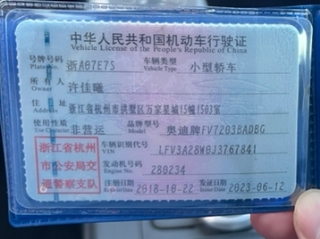 中华人民共和国机动车行驶证
Vehicle License of the People's Republic of China
号牌号码 浙A07E7S 车辆类型 小型轿车
Plate No. Vehicle Type
所有人 许佳曦
Owner
住址 浙江省杭州市拱墅区万家星城15幢1503室
Address
使用性质 非营运 品牌型号 奥迪牌FV7203BADBG
Use Character Model
浙江省杭州
市公安局交
通警察支队
车辆识别代号 LFV3A28W0J3767841
VIN
发动机号码 280234
Engine No.
注册日期 2018-10-22 发证日期 2023-06-12
Register Date Issue Date